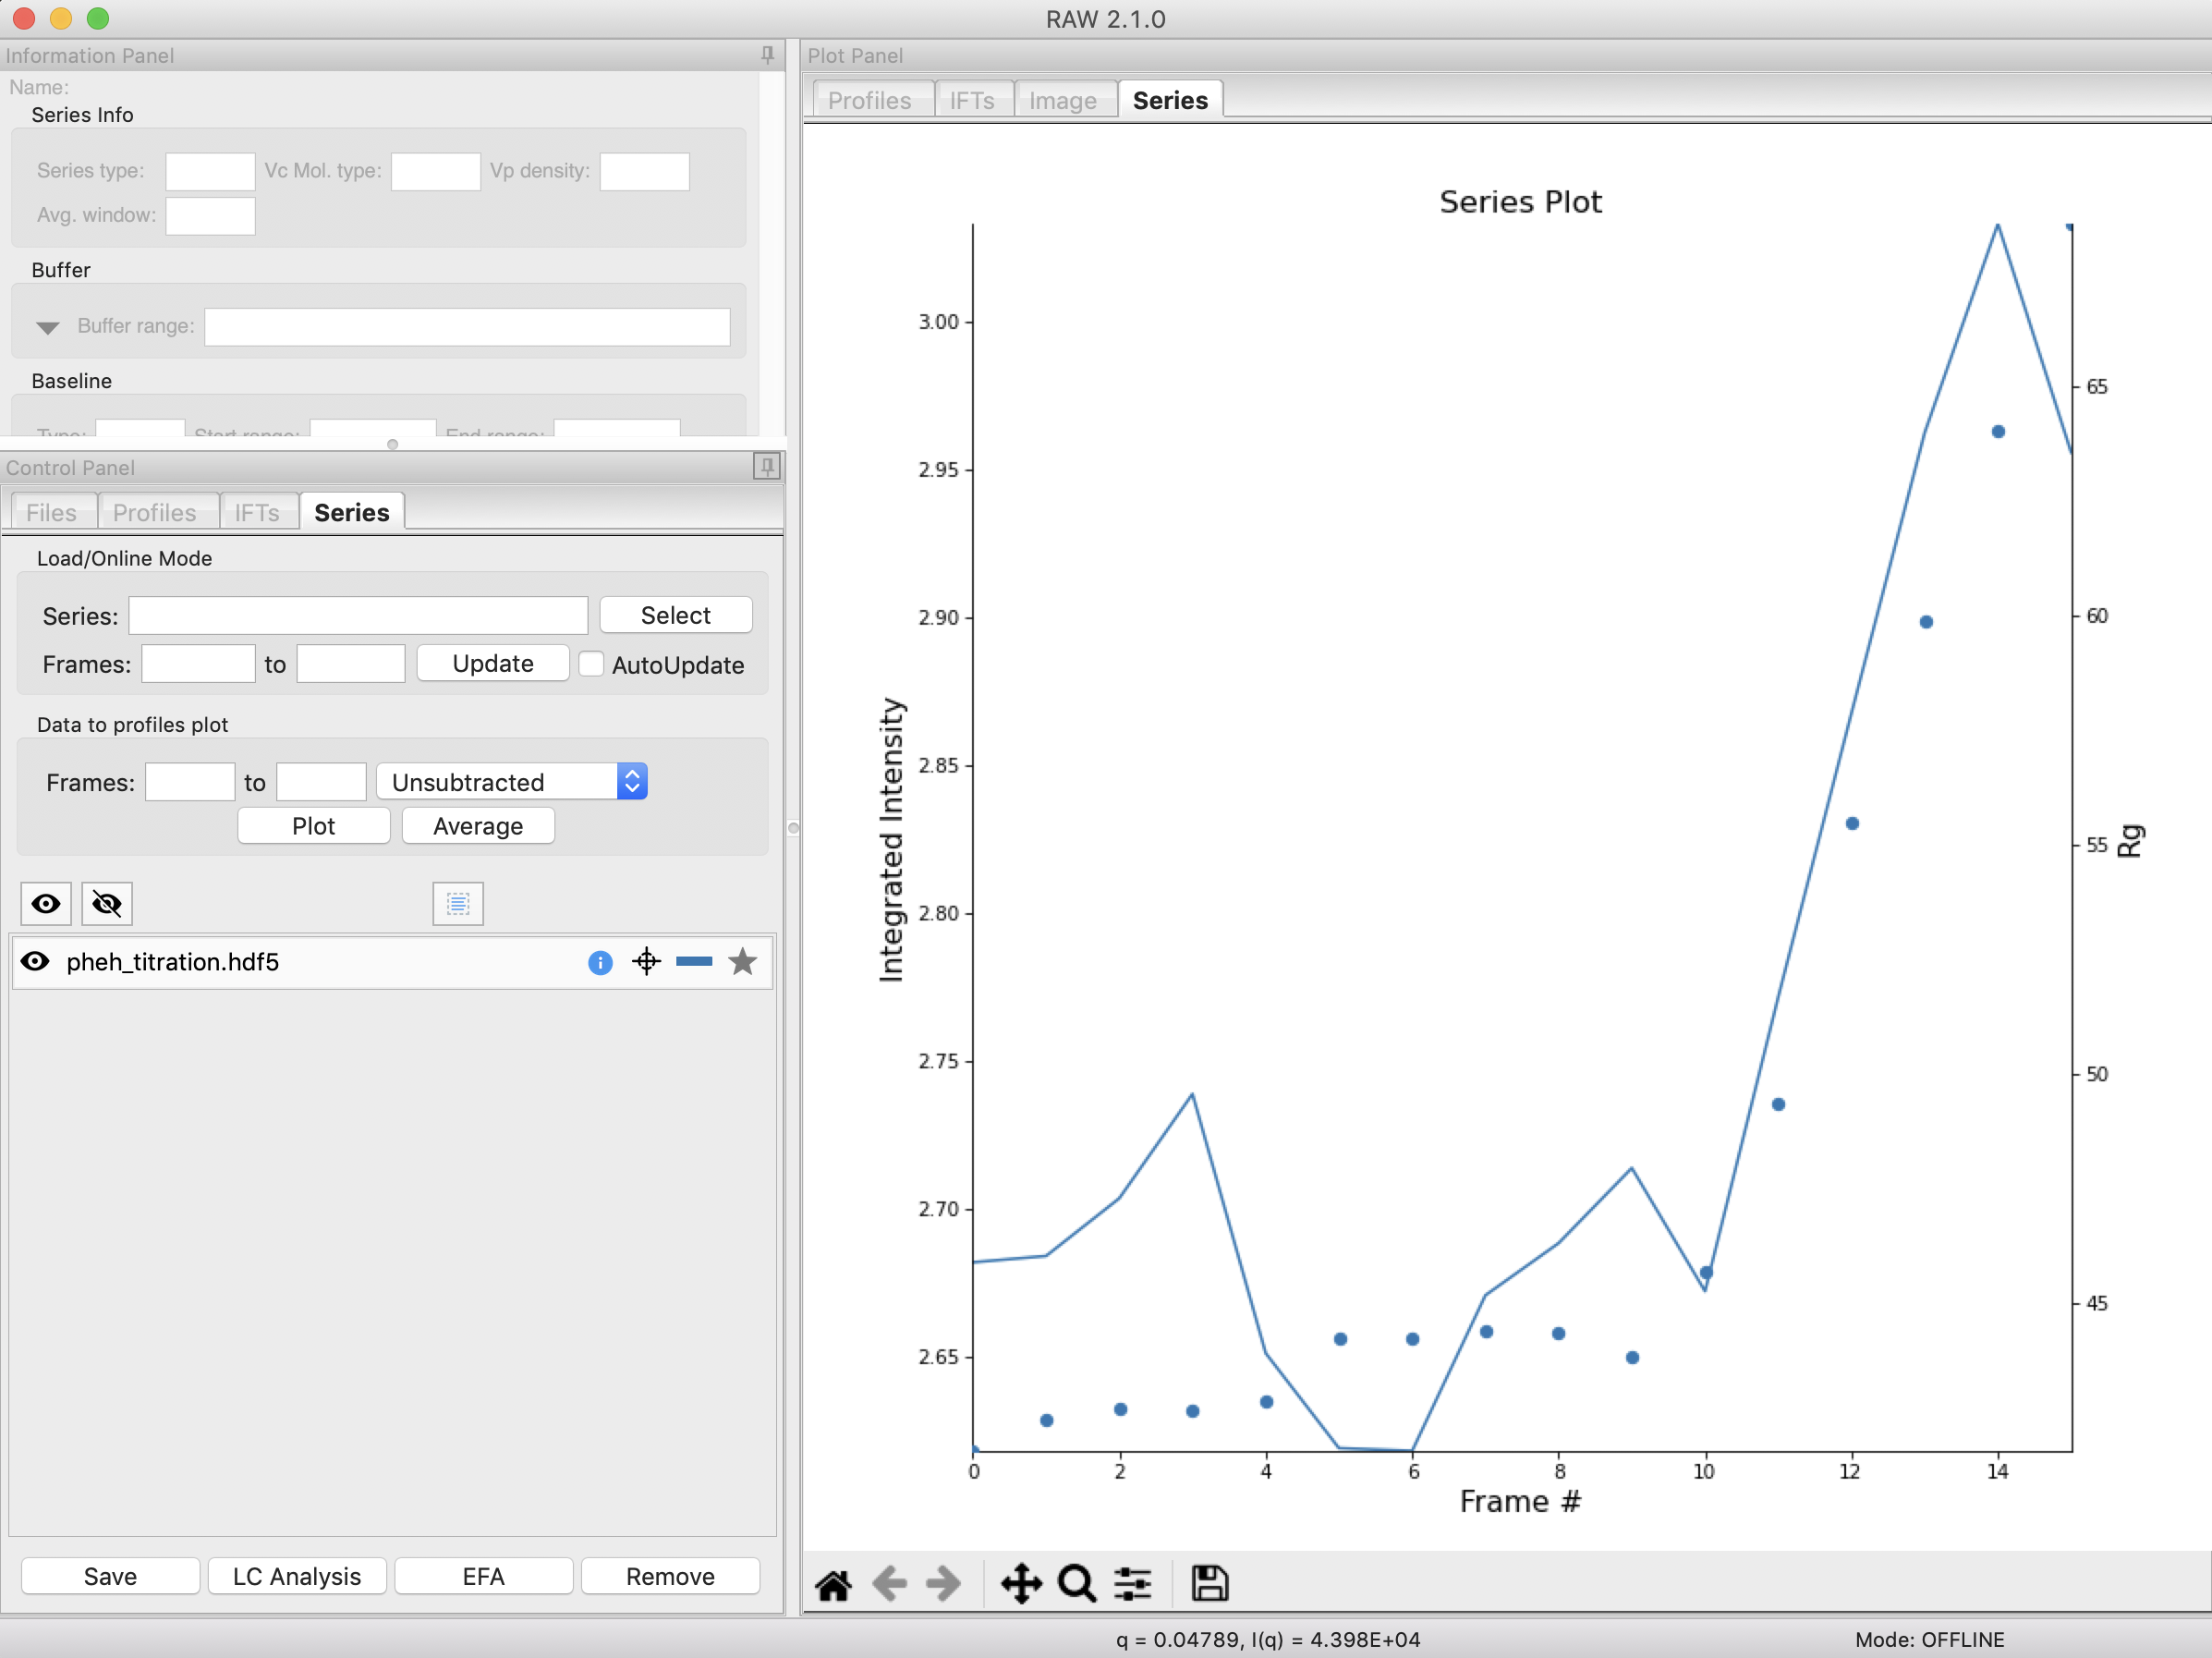 RAW 2.1.0
Information Panel
Name:
Series Info
Series type: Vc Mol. type: Vp density:
Avg. window:
Buffer
Buffer range:
Baseline
Type: Start range: End range:
Control Panel
Files Profiles IFTs Series
Load/Online Mode
Series: Select
Frames: to Update AutoUpdate
Data to profiles plot
Frames: to Unsubtracted
Plot Average
pheh_titration.hdf5
Save LC Analysis EFA Remove
Plot Panel
Profiles IFTs Image Series
Series Plot
Integrated Intensity
3.00
2.95
2.90
2.85
2.80
2.75
2.70
2.65
65
60
55
50
45
Rg
0 2 4 6 8 10 12 14
Frame #
q = 0.04789, I(q) = 4.398E+04
Mode: OFFLINE